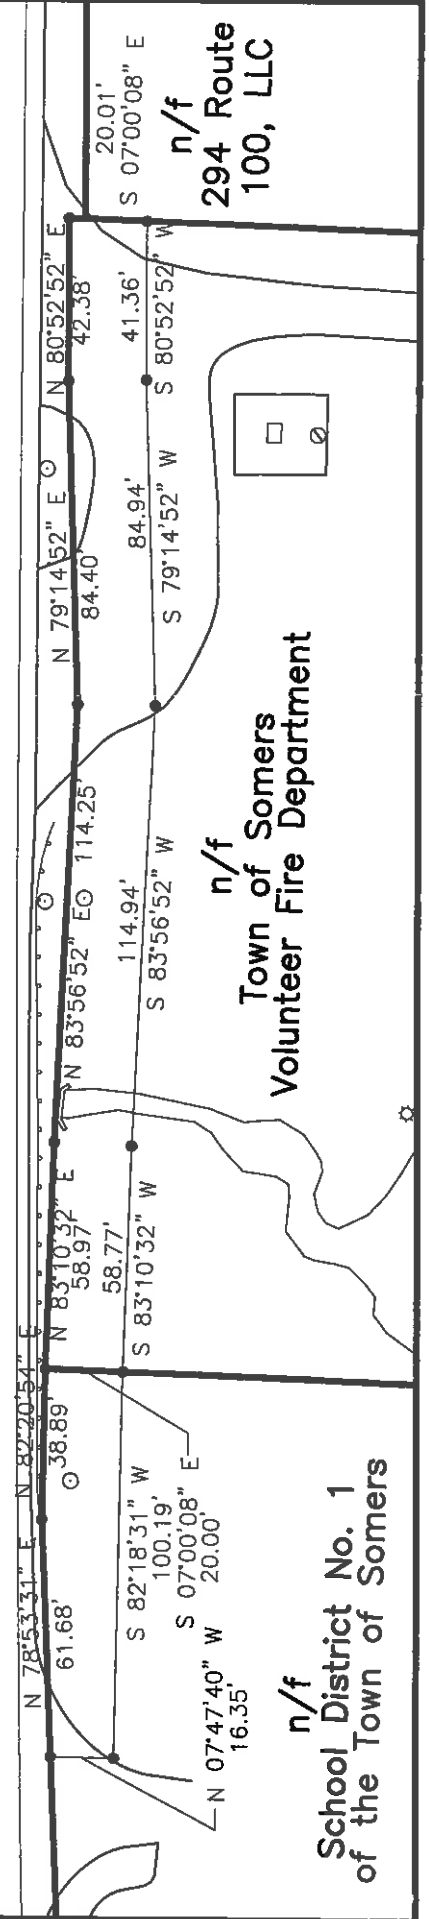 N 78°53'31" E
61.68'
N 82°20'54" E
38.89'
N 83°10'32" E
58.97'
N 83°56'52" E
114.25'
N 79°14'52" E
84.40'
N 80°52'52" E
42.38'
20.01'
S 07°00'08" E
S 82°18'31" W
100.19'
S 07°00'08" E
20.00'
N 07°47'40" W
16.35'
58.77'
S 83°10'32" W
114.94'
S 83°56'52" W
84.94'
S 79°14'52" W
41.36'
S 80°52'52" W
n/f
School District No. 1
of the Town of Somers
n/f
Town of Somers
Volunteer Fire Department
n/f
294 Route
100, LLC